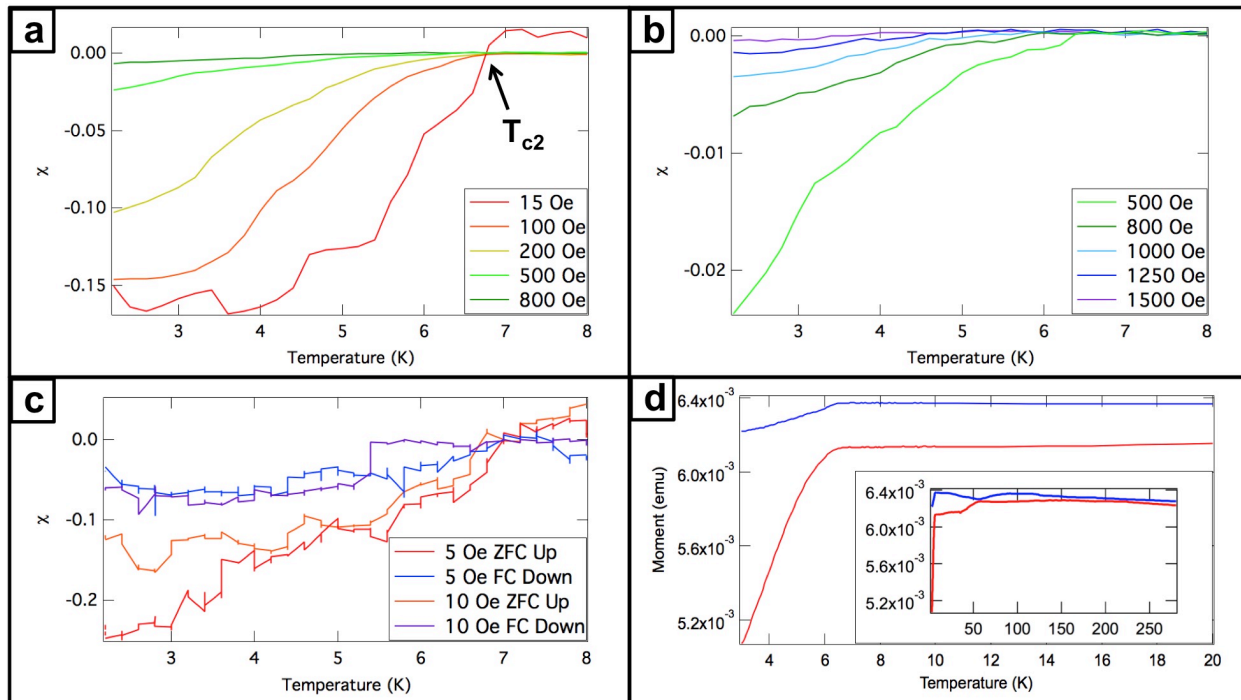 a
0.00
-0.05
-0.10
-0.15
χ
T_c2
15 Oe
100 Oe
200 Oe
500 Oe
800 Oe
3 4 5 6 7 8
Temperature (K)
b
0.00
-0.01
-0.02
χ
500 Oe
800 Oe
1000 Oe
1250 Oe
1500 Oe
3 4 5 6 7 8
Temperature (K)
c
0.0
-0.1
-0.2
χ
5 Oe ZFC Up
5 Oe FC Down
10 Oe ZFC Up
10 Oe FC Down
3 4 5 6 7 8
Temperature (K)
d
6.4x10⁻³
6.0x10⁻³
5.6x10⁻³
5.2x10⁻³
Moment (emu)
6.4x10⁻³
6.0x10⁻³
5.6x10⁻³
5.2x10⁻³
50 100 150 200 250
4 6 8 10 12 14 16 18 20
Temperature (K)